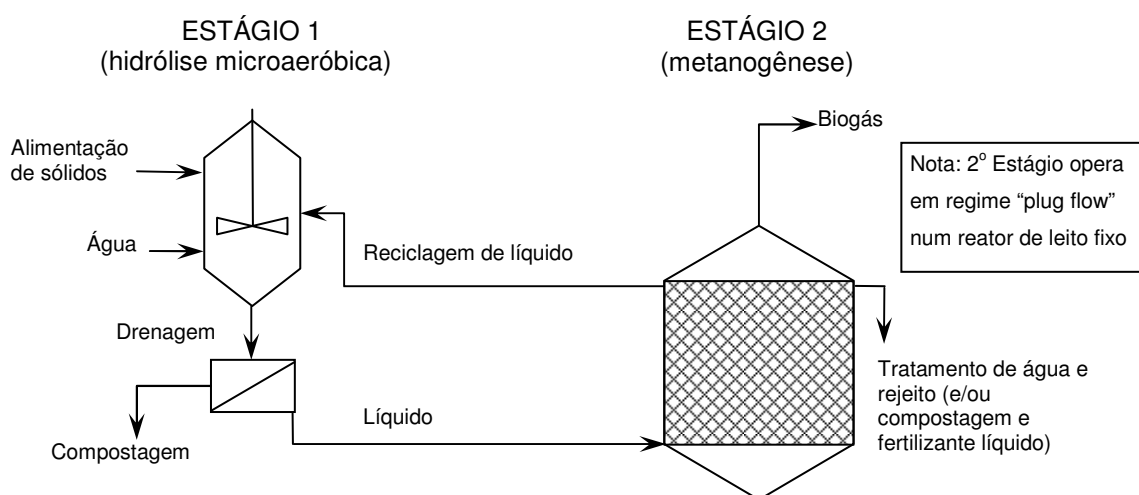 ESTÁGIO 1
(hidrólise microaeróbica)
ESTÁGIO 2
(metanogênese)
Alimentação
de sólidos
Água
Drenagem
Compostagem
Reciclagem de líquido
Líquido
Biogás
Nota: 2º Estágio opera
em regime “plug flow”
num reator de leito fixo
Tratamento de água e
rejeito (e/ou
compostagem e
fertilizante líquido)